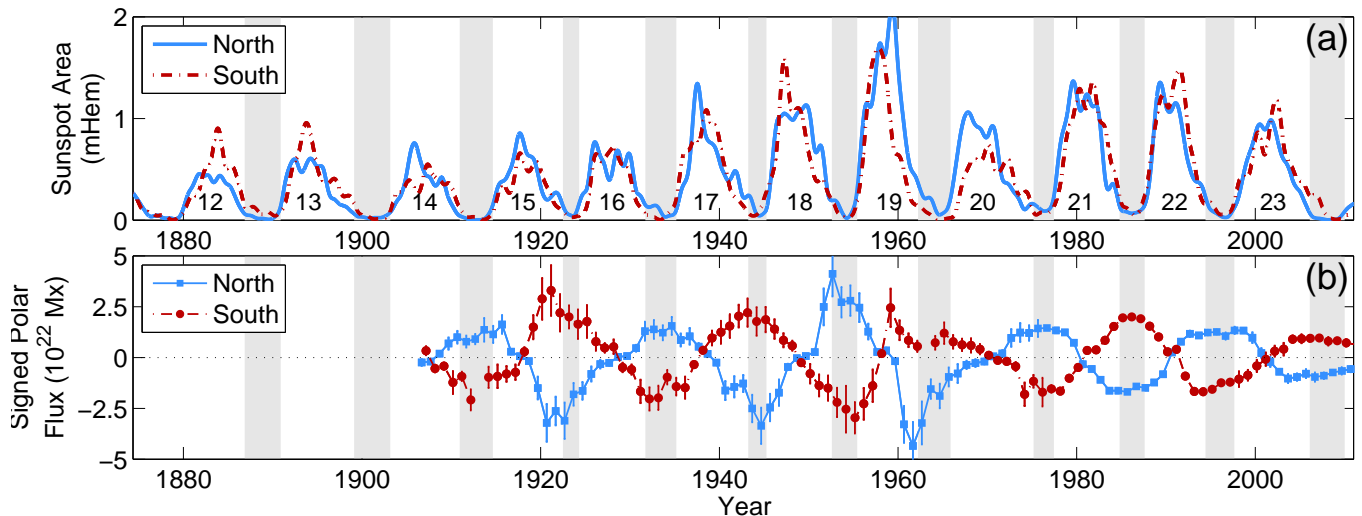 2
(a)
North
South
Sunspot Area
(mHem)
1
0
12 13 14 15 16 17 18 19 20 21 22 23
1880 1900 1920 1940 1960 1980 2000
5
(b)
North
South
Signed Polar
Flux (10²² Mx)
2.5
0
−2.5
−5
1880 1900 1920 1940 1960 1980 2000
Year